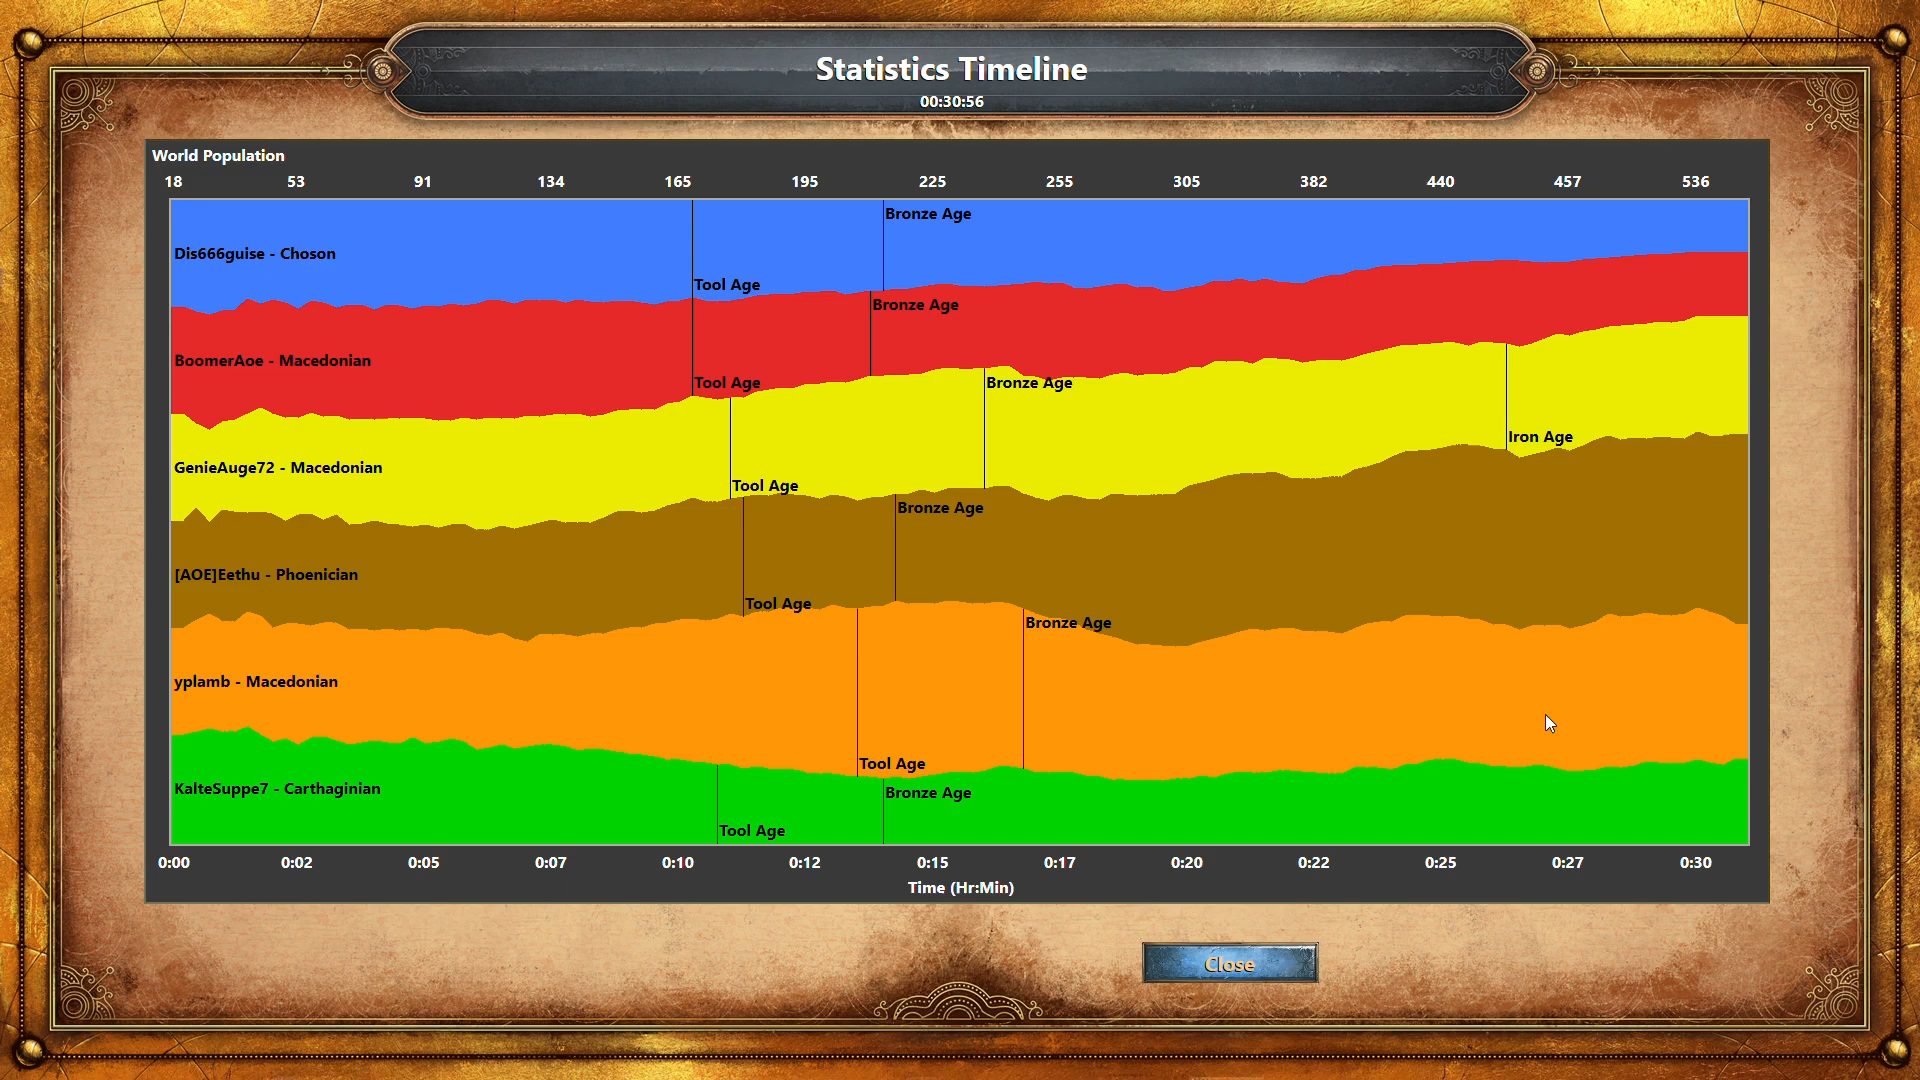 Statistics Timeline
00:30:56
World Population
18 53 91 134 165 195 225 255 305 382 440 457 536
Bronze Age
Dis666guise - Choson
Tool Age
Bronze Age
BoomerAoe - Macedonian
Tool Age
Bronze Age
Iron Age
GenieAuge72 - Macedonian
Tool Age
Bronze Age
[AOE]Eethu - Phoenician
Tool Age
Bronze Age
yplamb - Macedonian
Tool Age
KalteSuppe7 - Carthaginian
Bronze Age
Tool Age
0:00 0:02 0:05 0:07 0:10 0:12 0:15 0:17 0:20 0:22 0:25 0:27 0:30
Time (Hr:Min)
Close